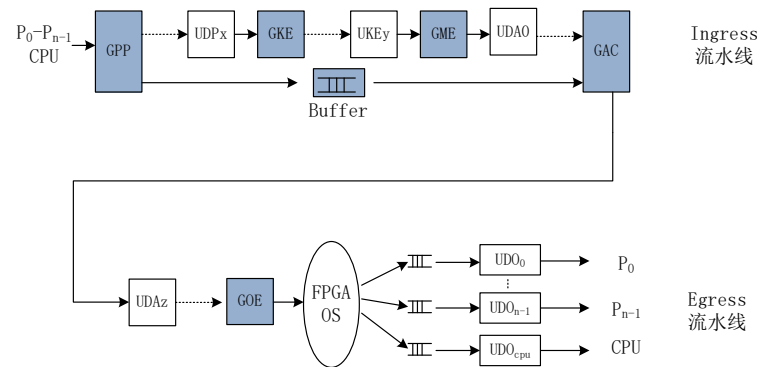 P0-Pn-1
CPU
GPP
UDPx
GKE
UKEy
GME
UDA0
GAC
Ingress
流水线
Buffer
UDAz
GOE
FPGA
OS
UDO0
P0
⋮
UDOn-1
Pn-1
Egress
流水线
UDOcpu
CPU